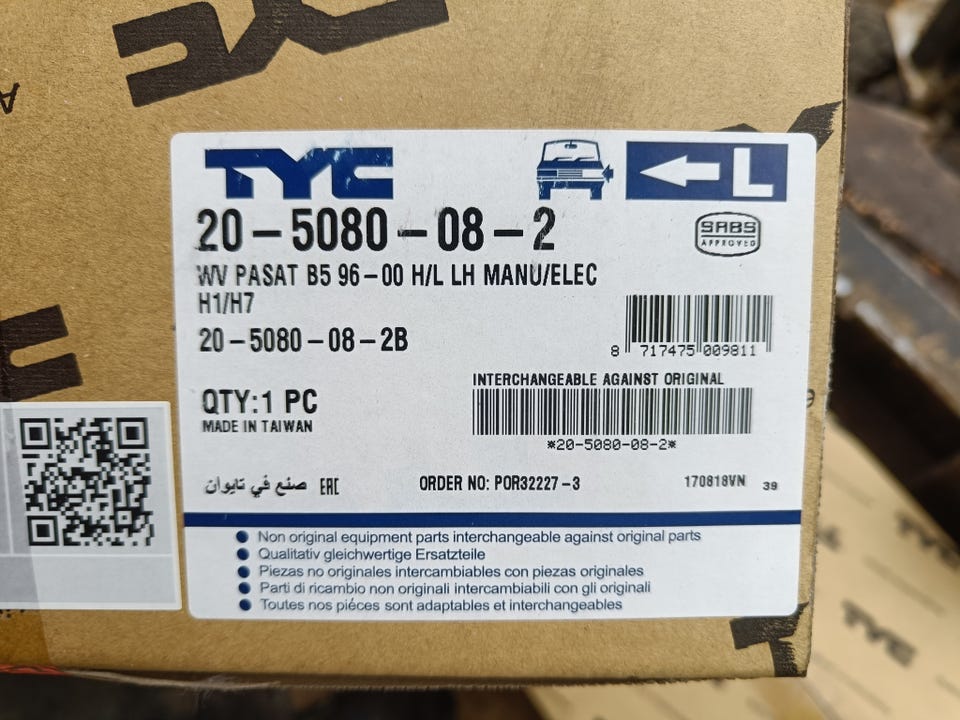 TYC
L
20-5080-08-2
SABS
APPROVED
WV PASAT B5 96-00 H/L LH MANU/ELEC
H1/H7
20-5080-08-2B
8 717475 009811
INTERCHANGEABLE AGAINST ORIGINAL
QTY:1 PC
MADE IN TAIWAN
*20-5080-08-2*
صنع في تايوان EAC
ORDER NO: POR32227-3
170818VN 39
Non original equipment parts interchangeable against original parts
Qualitativ gleichwertige Ersatzteile
Piezas no originales intercambiables con piezas originales
Parti di ricambio non originali intercambiabili con gli originali
Toutes nos piéces sont adaptables et interchangeables
TYC